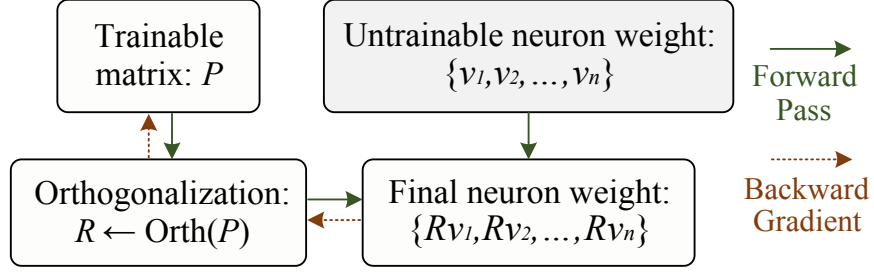 Trainable
matrix: P
Untrainable neuron weight:
{v₁,v₂,...,vₙ}
Forward
Pass
Orthogonalization:
R ← Orth(P)
Final neuron weight:
{Rv₁,Rv₂,...,Rvₙ}
Backward
Gradient